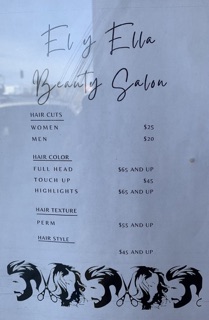 El y Ella
Beauty Salon
HAIR CUTS
WOMEN $25
MEN $20
HAIR COLOR
FULL HEAD $65 AND UP
TOUCH UP $45
HIGHLIGHTS $65 AND UP
HAIR TEXTURE
PERM $55 AND UP
HAIR STYLE
$45 AND UP